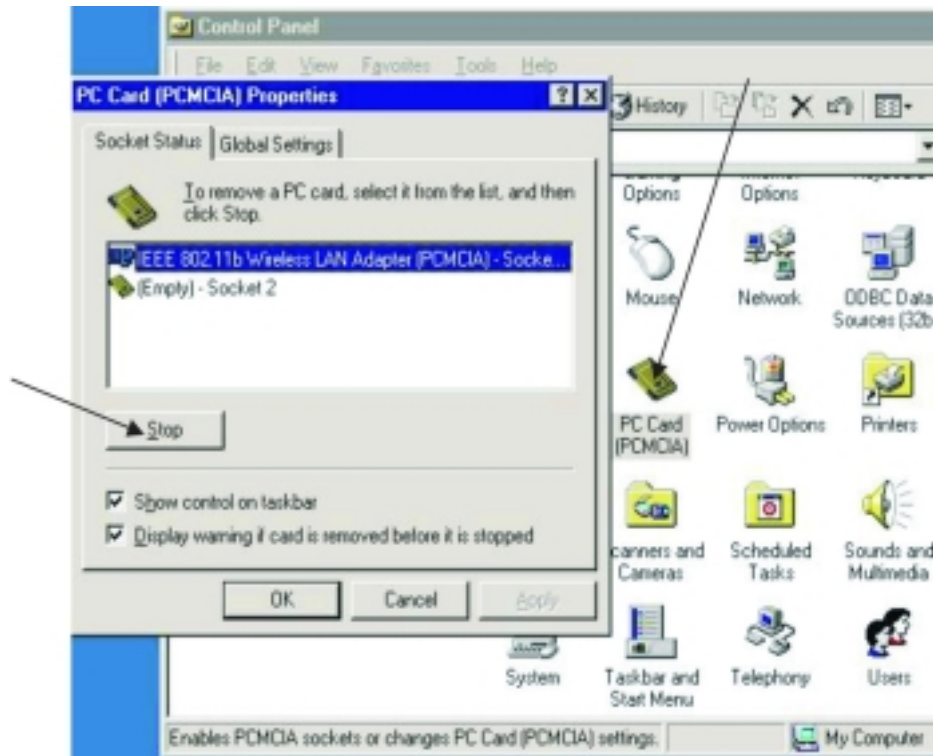 Control Panel
File Edit View Favorites Tools Help
PC Card (PCMCIA) Properties
History
Socket Status
Global Settings
To remove a PC card, select it from the list, and then
click Stop.
IEEE 802.11b Wireless LAN Adapter (PCMCIA) - Socke...
(Empty) - Socket 2
Stop
Show control on taskbar
Display warning if card is removed before it is stopped
OK
Cancel
Apply
Options
Options
Mouse
Network
ODBC Data
Sources (32b
PC Card
(PCMCIA)
Power Options
Printers
canners and
Cameras
Scheduled
Tasks
Sounds and
Multimedia
System
Taskbar and
Start Menu
Telephony
Users
Enables PCMCIA sockets or changes PC Card (PCMCIA) settings.
My Computer